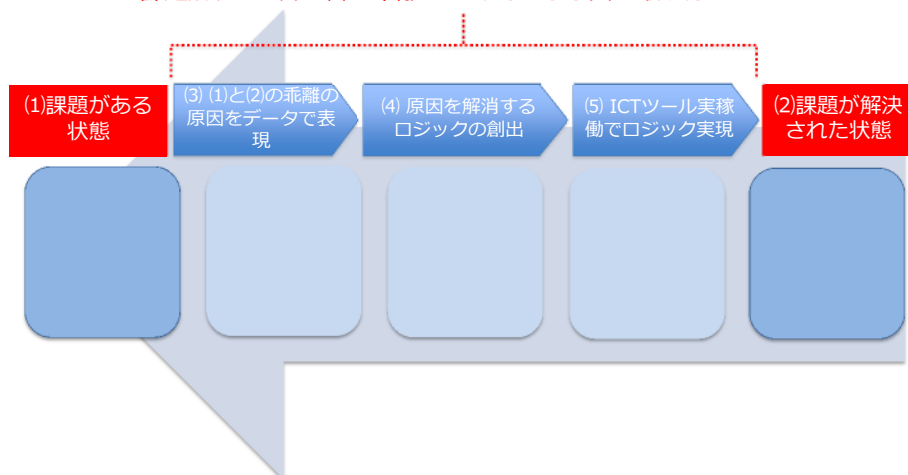 (1)課題がある
状態
(3) (1)と(2)の乖離の
原因をデータで表
現
(4) 原因を解消する
ロジックの創出
(5) ICTツール実稼
働でロジック実現
(2)課題が解決
された状態